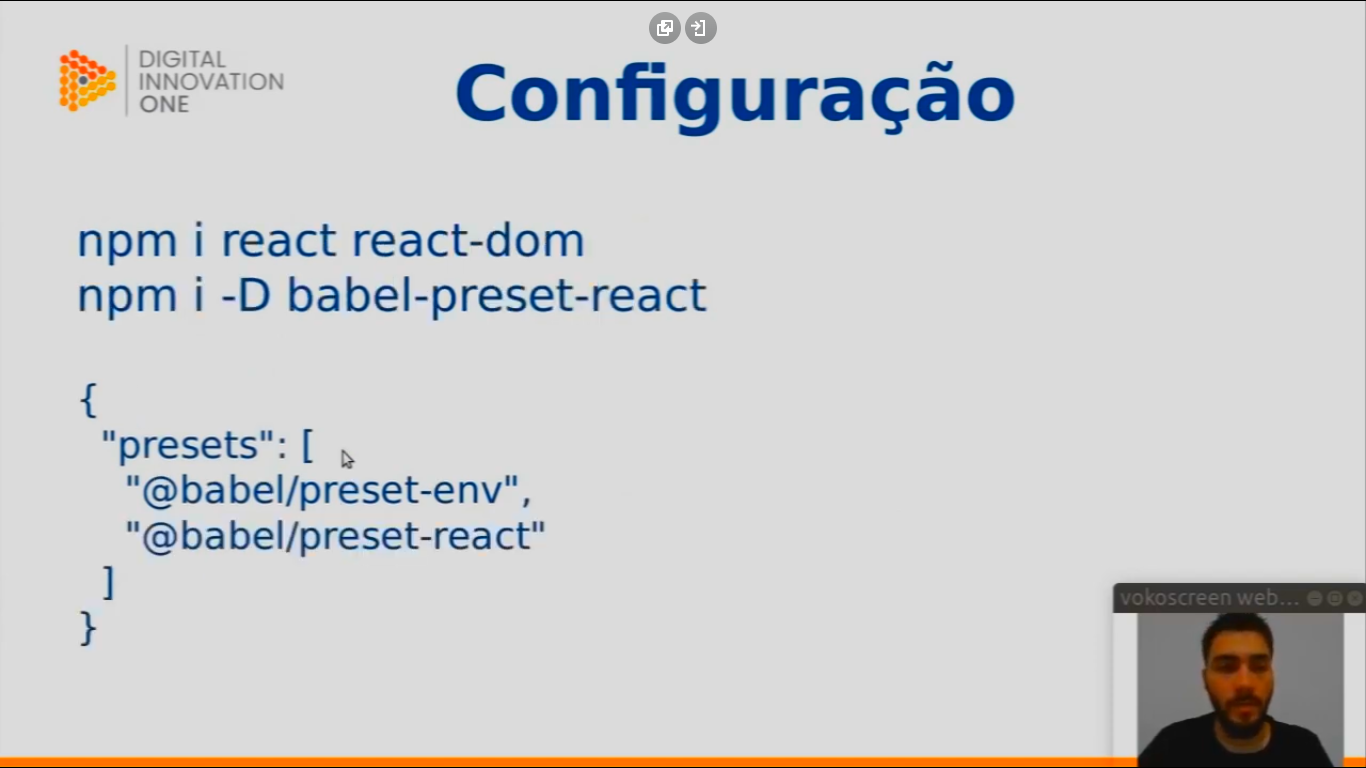 DIGITAL
INNOVATION
ONE
Configuração
npm i react react-dom
npm i -D babel-preset-react
{
"presets": [
"@babel/preset-env",
"@babel/preset-react"
]
}
vokoscreen web...